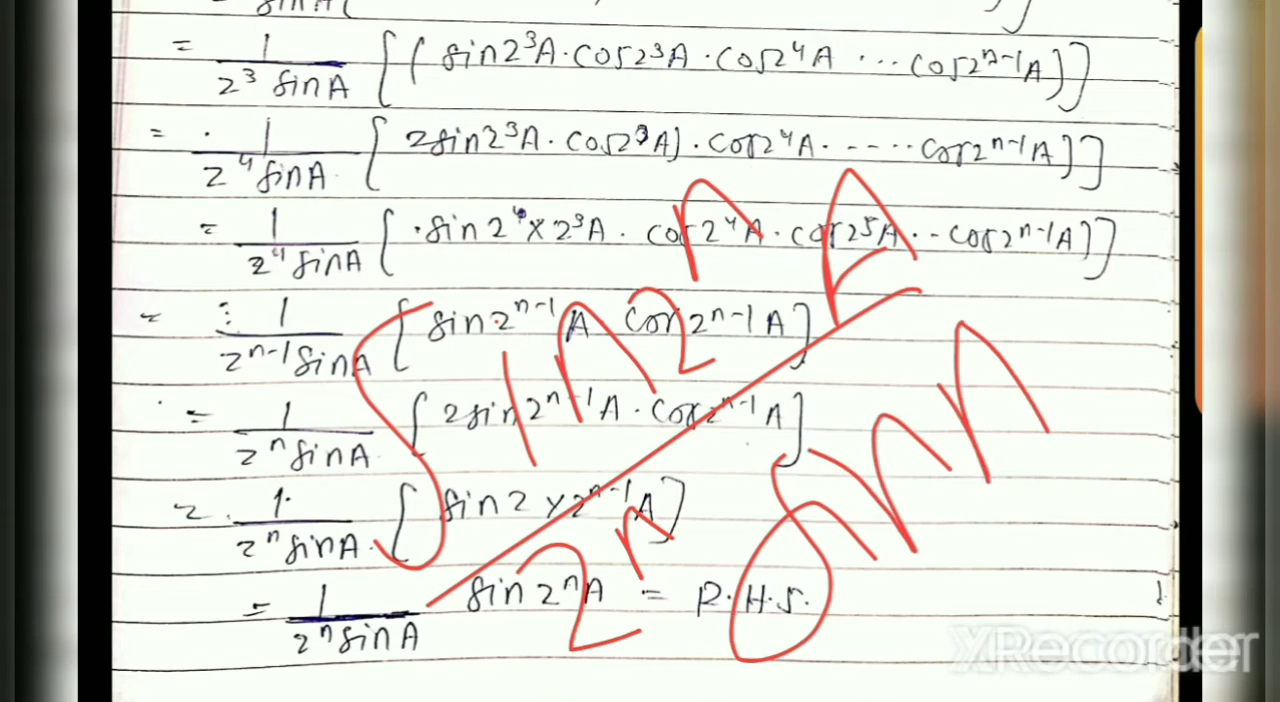 sinA(
= 1/2³ sinA [(sin2³A·cos2³A·cos2⁴A ... cos2ⁿ⁻¹A)]
= 1/2⁴ sinA [2sin2³A·cos2³A)·cos2⁴A·-····cos2ⁿ⁻¹A)]
= 1/2⁴ sinA [·sin2 × 2³A·cos2⁴A·cos2⁵A··-cos2ⁿ⁻¹A)]
= ⋮ 1/2ⁿ⁻¹ sinA [sin2ⁿ⁻¹A cos2ⁿ⁻¹A]
= 1/2ⁿ sinA [2sin2ⁿ⁻¹A·cos2ⁿ⁻¹A]
= 1/2ⁿ sinA [sin2 × 2ⁿ⁻¹A]
= 1/2ⁿ sinA sin2ⁿA = R.H.S.
sin2ⁿA
2ⁿ
XRecorder